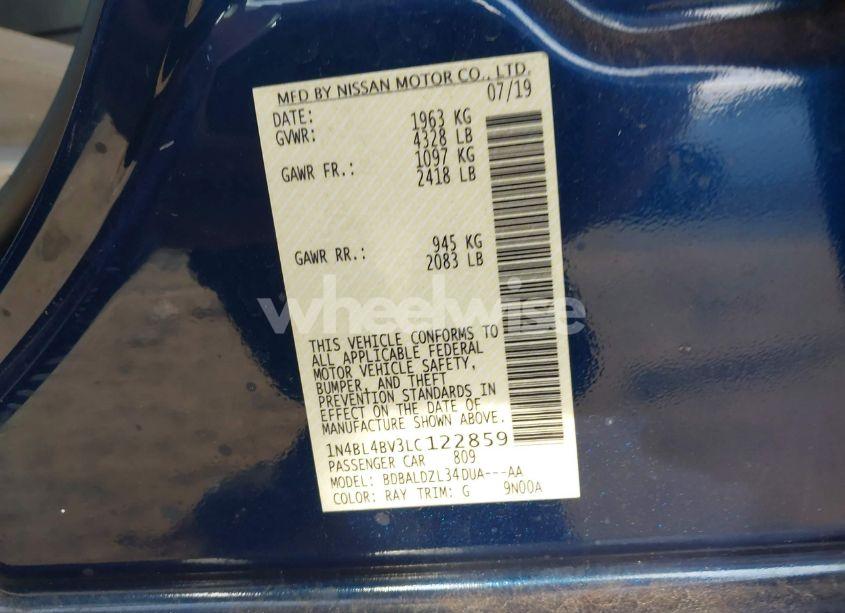 MFD BY NISSAN MOTOR CO., LTD.
DATE: 07/19
GVWR: 1963 KG
4328 LB
GAWR FR.: 1097 KG
2418 LB
GAWR RR.: 945 KG
2083 LB
wheelwise
THIS VEHICLE CONFORMS TO
ALL APPLICABLE FEDERAL
MOTOR VEHICLE SAFETY,
BUMPER, AND THEFT
PREVENTION STANDARDS IN
EFFECT ON THE DATE OF
MANUFACTURE SHOWN ABOVE.
1N4BL4BV3LC122859
PASSENGER CAR 809
MODEL: BDBALDZL34DUA---AA
COLOR: RAY TRIM: G 9N00A